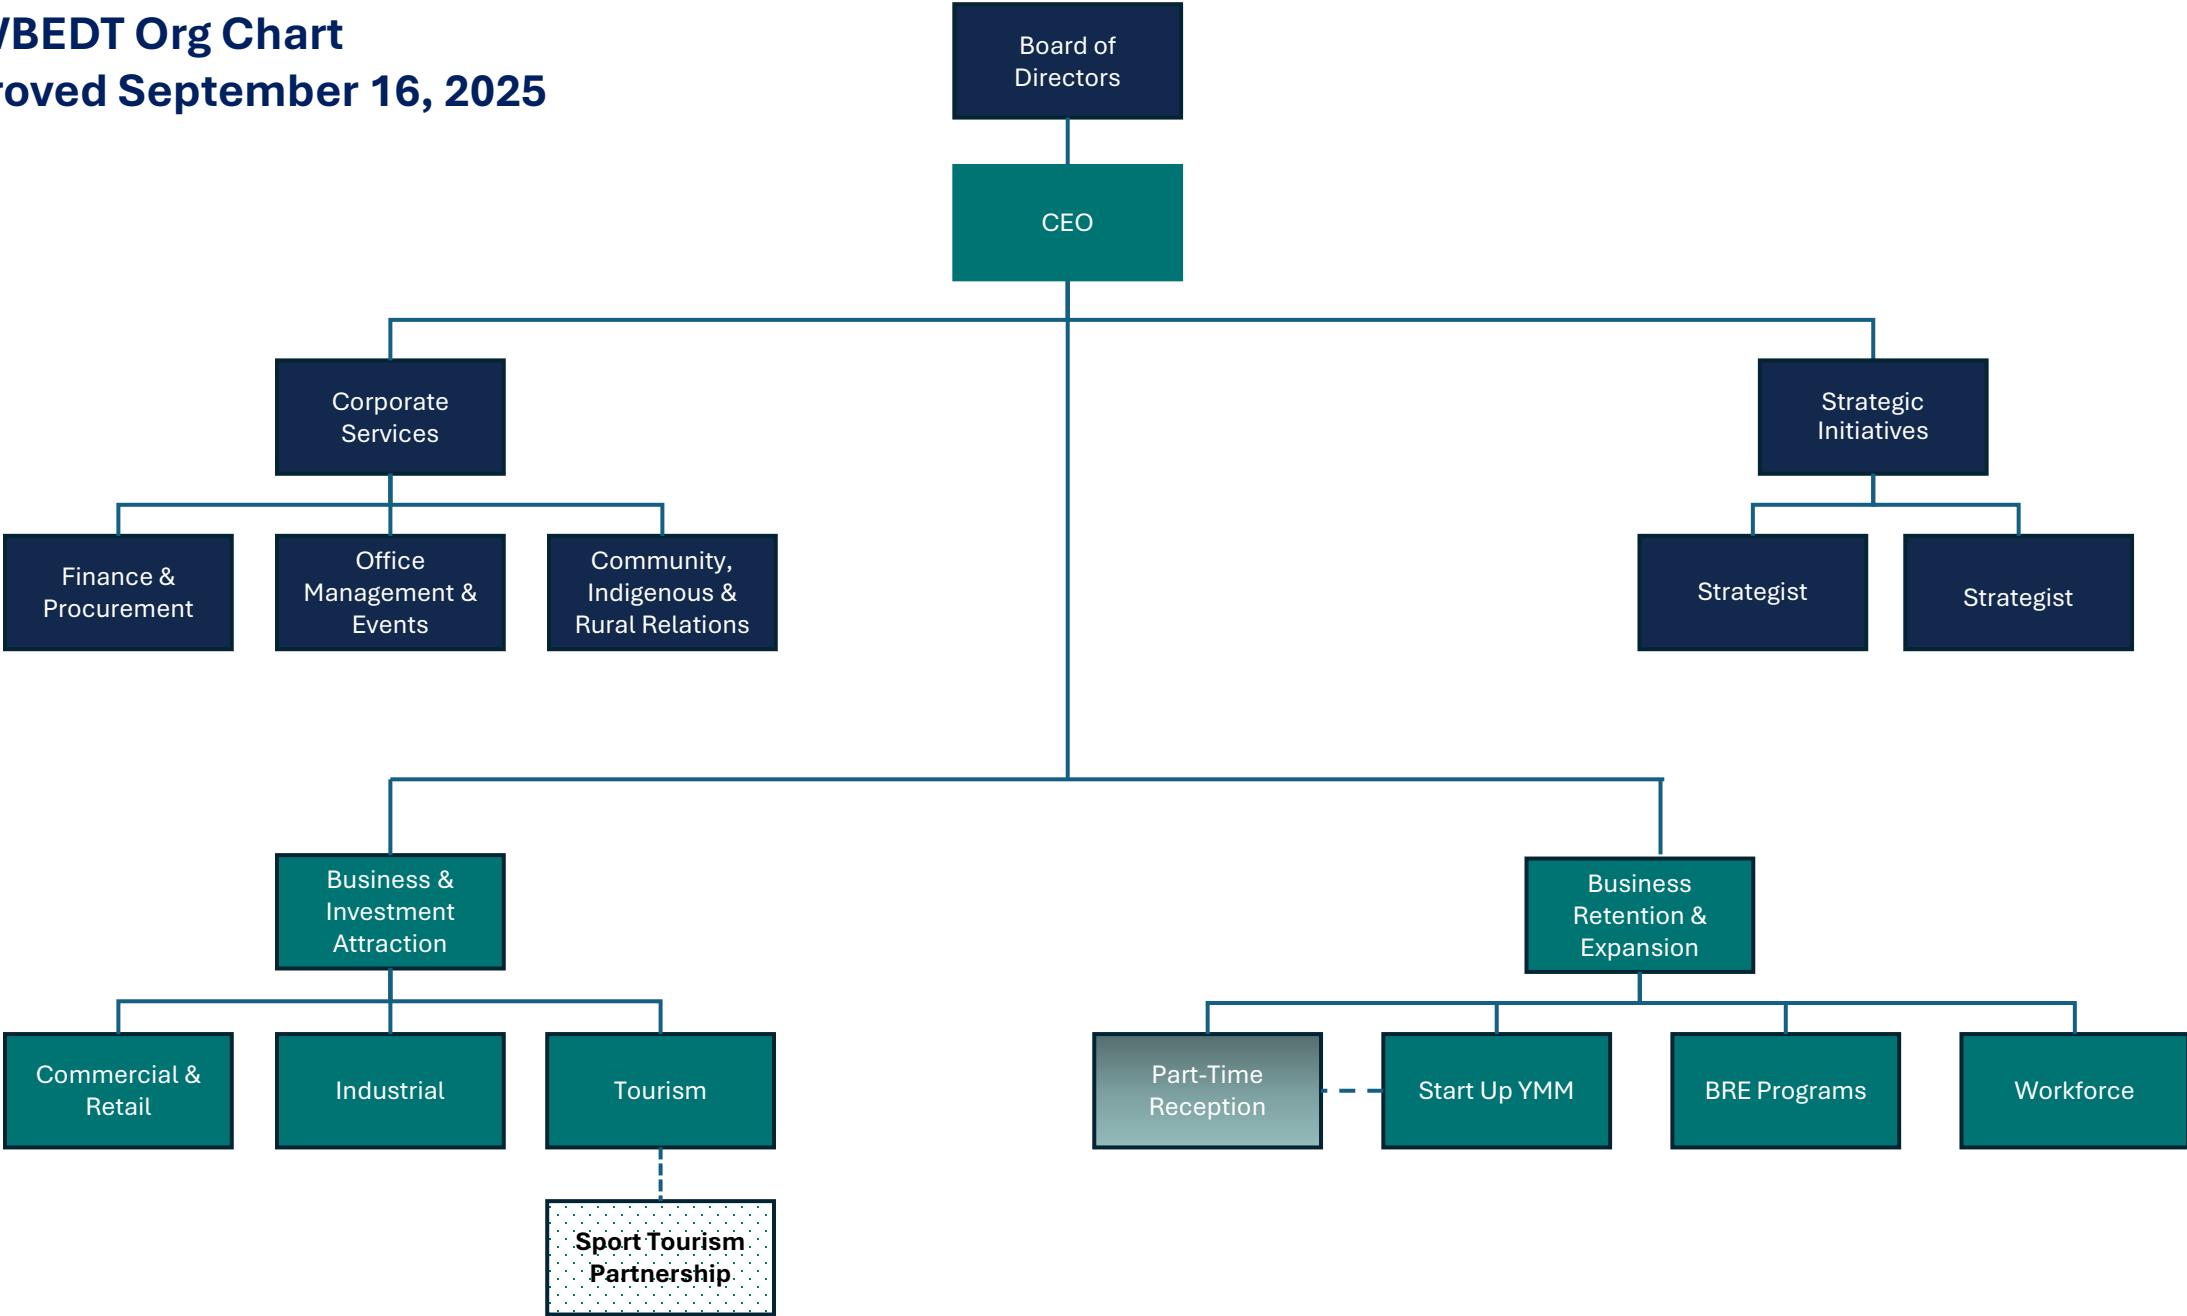 WBEDT Org Chart
roved September 16, 2025
Board of
Directors
CEO
Corporate
Services
Strategic
Initiatives
Finance &
Procurement
Office
Management &
Events
Community,
Indigenous &
Rural Relations
Strategist
Strategist
Business &
Investment
Attraction
Business
Retention &
Expansion
Commercial &
Retail
Industrial
Tourism
Part-Time
Reception
Start Up YMM
BRE Programs
Workforce
Sport Tourism
Partnership